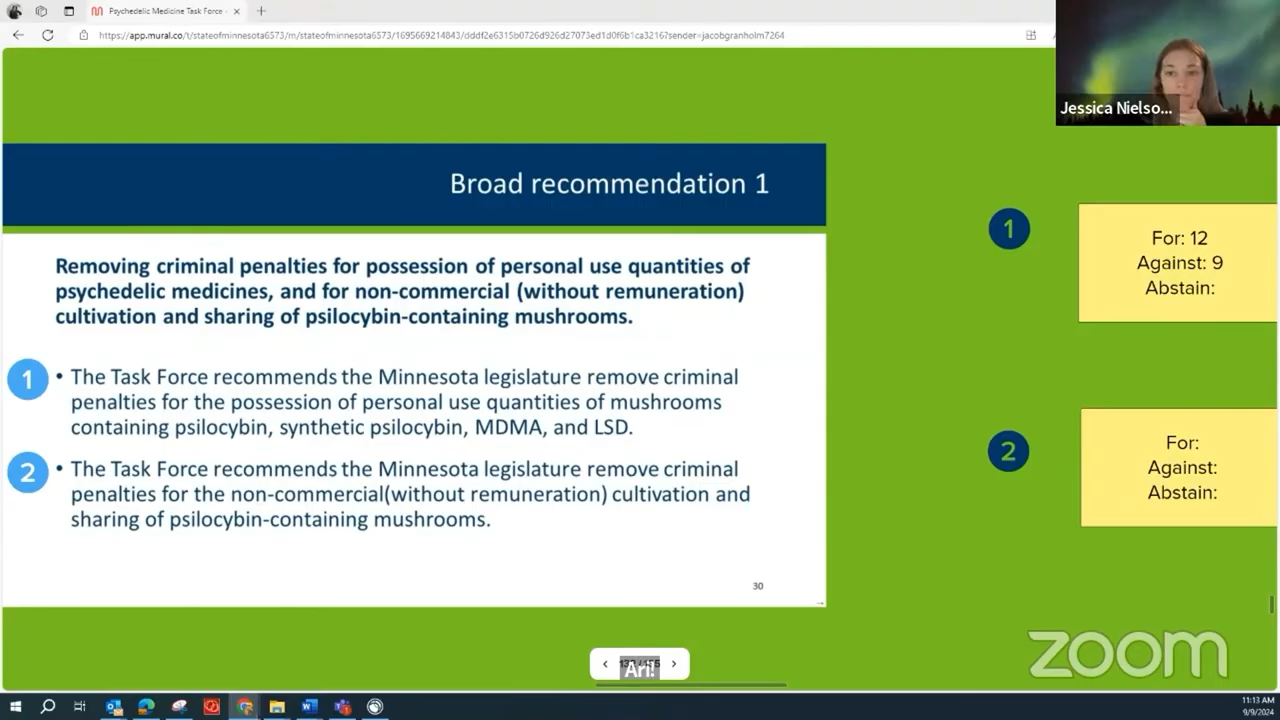 Psychedelic Medicine Task Force -
https://app.mural.co/t/stateofminnesota6573/m/stateofminnesota6573/1695669214843/dddf2e6315b0726d926d27073ed1d0f6b1ca3216?sender=jacobgranholm7264
Jessica Nielso...
Broad recommendation 1
Removing criminal penalties for possession of personal use quantities of
psychedelic medicines, and for non-commercial (without remuneration)
cultivation and sharing of psilocybin-containing mushrooms.
1
• The Task Force recommends the Minnesota legislature remove criminal
penalties for the possession of personal use quantities of mushrooms
containing psilocybin, synthetic psilocybin, MDMA, and LSD.
2
• The Task Force recommends the Minnesota legislature remove criminal
penalties for the non-commercial(without remuneration) cultivation and
sharing of psilocybin-containing mushrooms.
30
1
For: 12
Against: 9
Abstain:
2
For:
Against:
Abstain:
Ari!
zoom
11:13 AM
9/9/2024